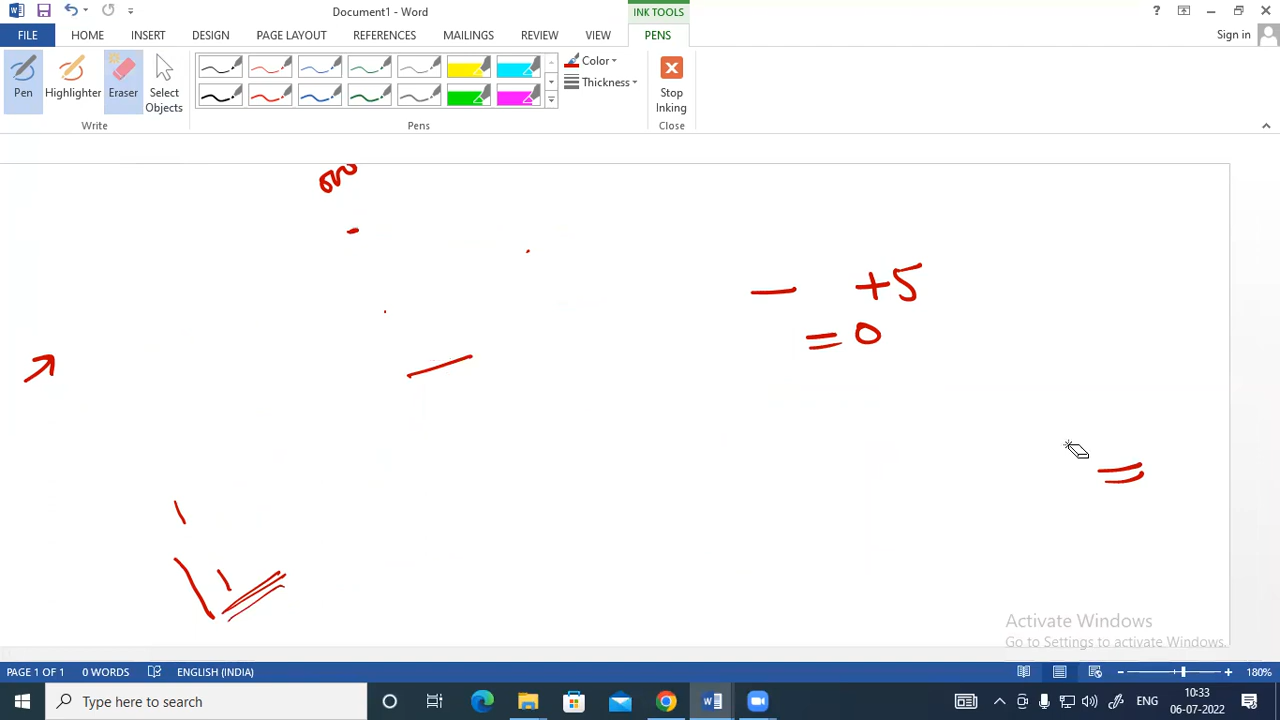 Document1 - Word
INK TOOLS
Sign in
FILE HOME INSERT DESIGN PAGE LAYOUT REFERENCES MAILINGS REVIEW VIEW PENS
Pen Highlighter Eraser Select Objects
Color
Thickness
Stop Inking
Write Pens Close
— +5
= 0
=
Activate Windows
Go to Settings to activate Windows.
PAGE 1 OF 1 0 WORDS ENGLISH (INDIA) 180%
Type here to search
ENG
10:33
06-07-2022